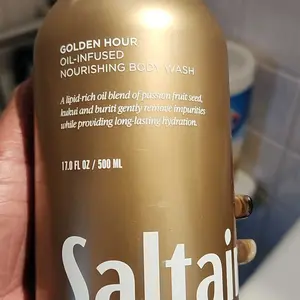 GOLDEN HOUR
OIL-INFUSED
NOURISHING BODY WASH
A lipid-rich oil blend of passion fruit seed,
kukui and buriti gently remove impurities
while providing long-lasting hydration.
17.0 FL OZ / 500 ML
Saltair